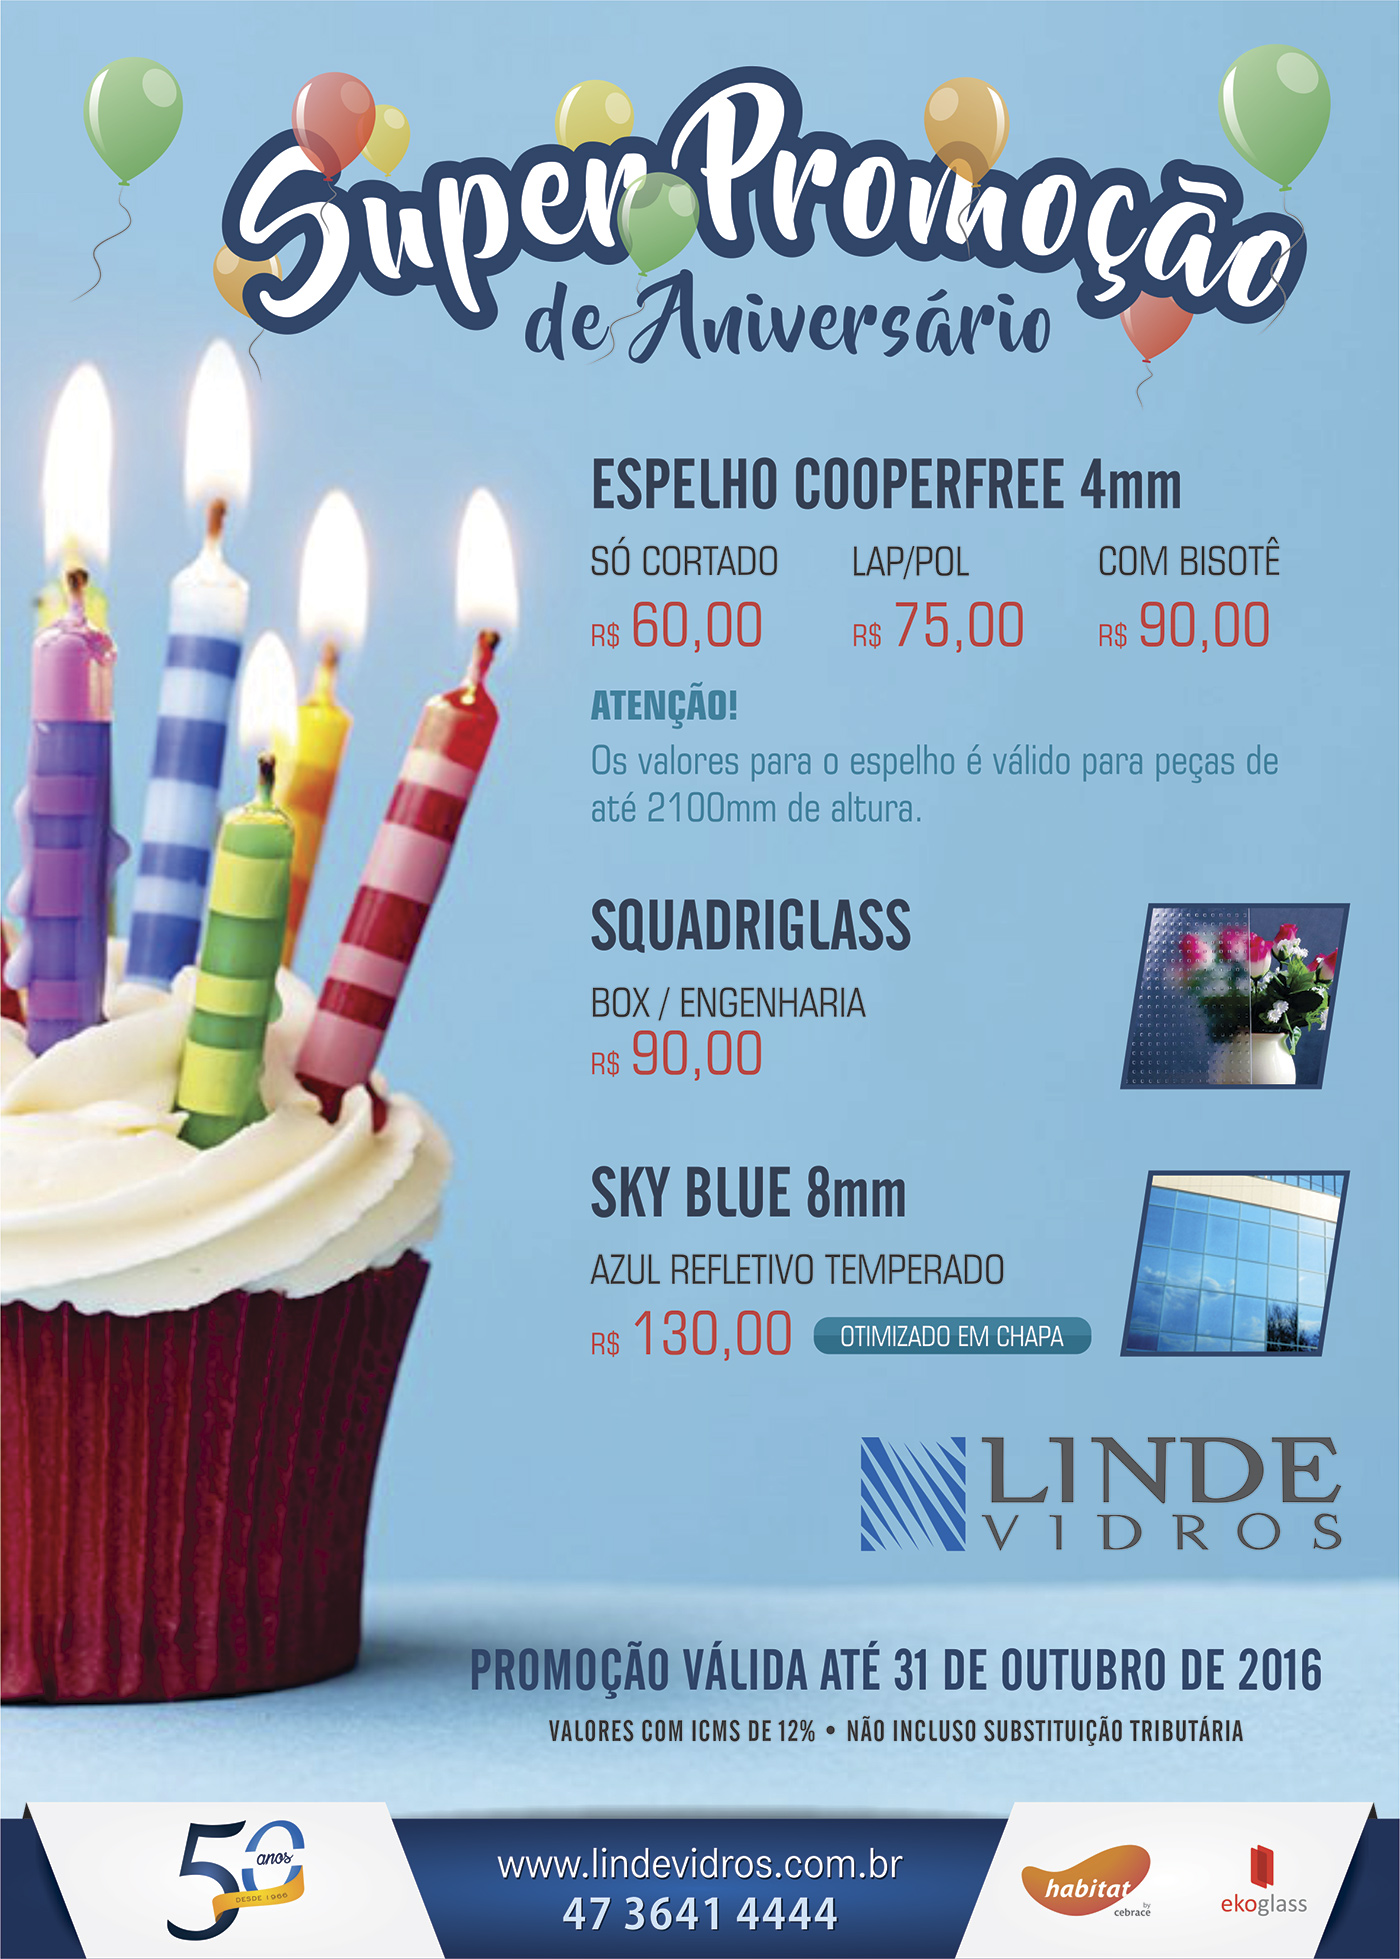 Super Promoção
de Aniversário
ESPELHO COOPERFREE 4mm
SÓ CORTADO LAP/POL COM BISOTÊ
R$ 60,00 R$ 75,00 R$ 90,00
ATENÇÃO!
Os valores para o espelho é válido para peças de
até 2100mm de altura.
SQUADRIGLASS
BOX / ENGENHARIA
R$ 90,00
SKY BLUE 8mm
AZUL REFLETIVO TEMPERADO
R$ 130,00 OTIMIZADO EM CHAPA
LINDE
VIDROS
PROMOÇÃO VÁLIDA ATÉ 31 DE OUTUBRO DE 2016
VALORES COM ICMS DE 12% • NÃO INCLUSO SUBSTITUIÇÃO TRIBUTÁRIA
50 anos
DESDE 1966
www.lindevidros.com.br
47 3641 4444
habitat
by
cebrace
ekoglass